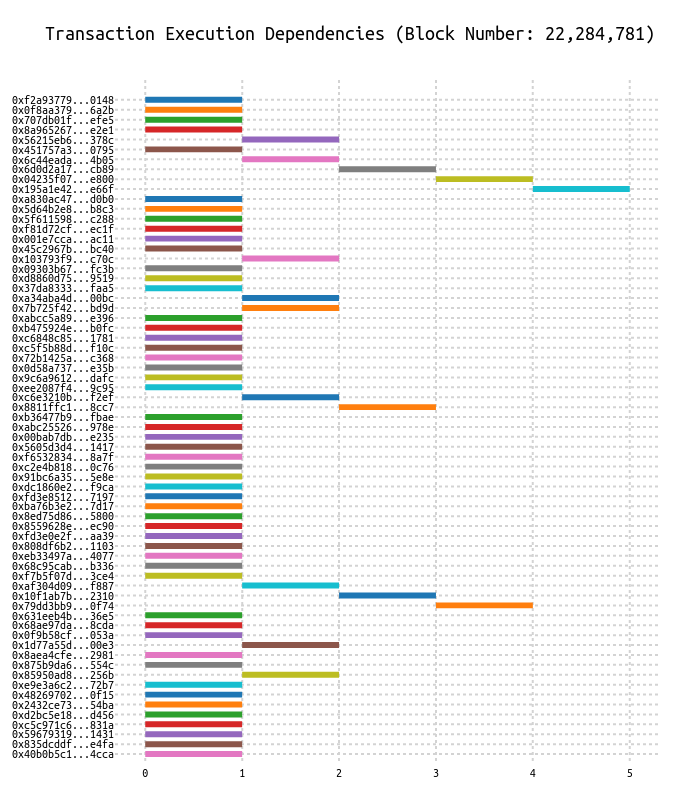 Transaction Execution Dependencies (Block Number: 22,284,781)
0xf2a93779...0148
0x0f8aa379...6a2b
0x707db01f...efe5
0x8a965267...e2e1
0x56215eb6...378c
0x451757a3...0795
0x6c44eada...4b05
0x6d0d2a17...cb89
0x04235f07...e800
0x195a1e42...e66f
0xa830ac47...d0b0
0x5d64b2e8...b8c3
0x5f611598...c288
0xf81d72cf...ec1f
0x001e7cca...ac11
0x45c2967b...bc40
0x103793f9...c70c
0x09303b67...fc3b
0xd8860d75...9519
0x37da8333...faa5
0xa34aba4d...00bc
0x7b725f42...bd9d
0xabcc5a89...e396
0xb475924e...b0fc
0xc6848c85...1781
0xc5f5b88d...f10c
0x72b1425a...c368
0x0d58a737...e35b
0x9c6a9612...dafc
0xee2087f4...9c95
0xc6e3210b...f2ef
0x8811ffc1...8cc7
0xb36477b9...fbae
0xabc25526...978e
0x00bab7db...e235
0x5605d3d4...1417
0xf6532834...8a7f
0xc2e4b818...0c76
0x91bc6a35...5e8e
0xdc1860e2...f9ca
0xfd3e8512...7197
0xba76b3e2...7d17
0x8ed75d86...5800
0x8559628e...ec90
0xfd3e0e2f...aa39
0x808df6b2...1103
0xeb33497a...4077
0x68c95cab...b336
0xf7b5f07d...3ce4
0xaf304d09...f887
0x10f1ab7b...2310
0x79dd3bb9...0f74
0x631eeb4b...36e5
0x68ae97da...8cda
0x0f9b58cf...053a
0x1d77a55d...00e3
0x8aea4cfe...2981
0x875b9da6...554c
0x85950ad8...256b
0xe9e3a6c2...72b7
0x48269702...0f15
0x2432ce73...54ba
0xd2bc5e18...d456
0xc5c971c6...831a
0x59679319...1431
0x835dcddf...e4fa
0x40b0b5c1...4cca
0 1 2 3 4 5